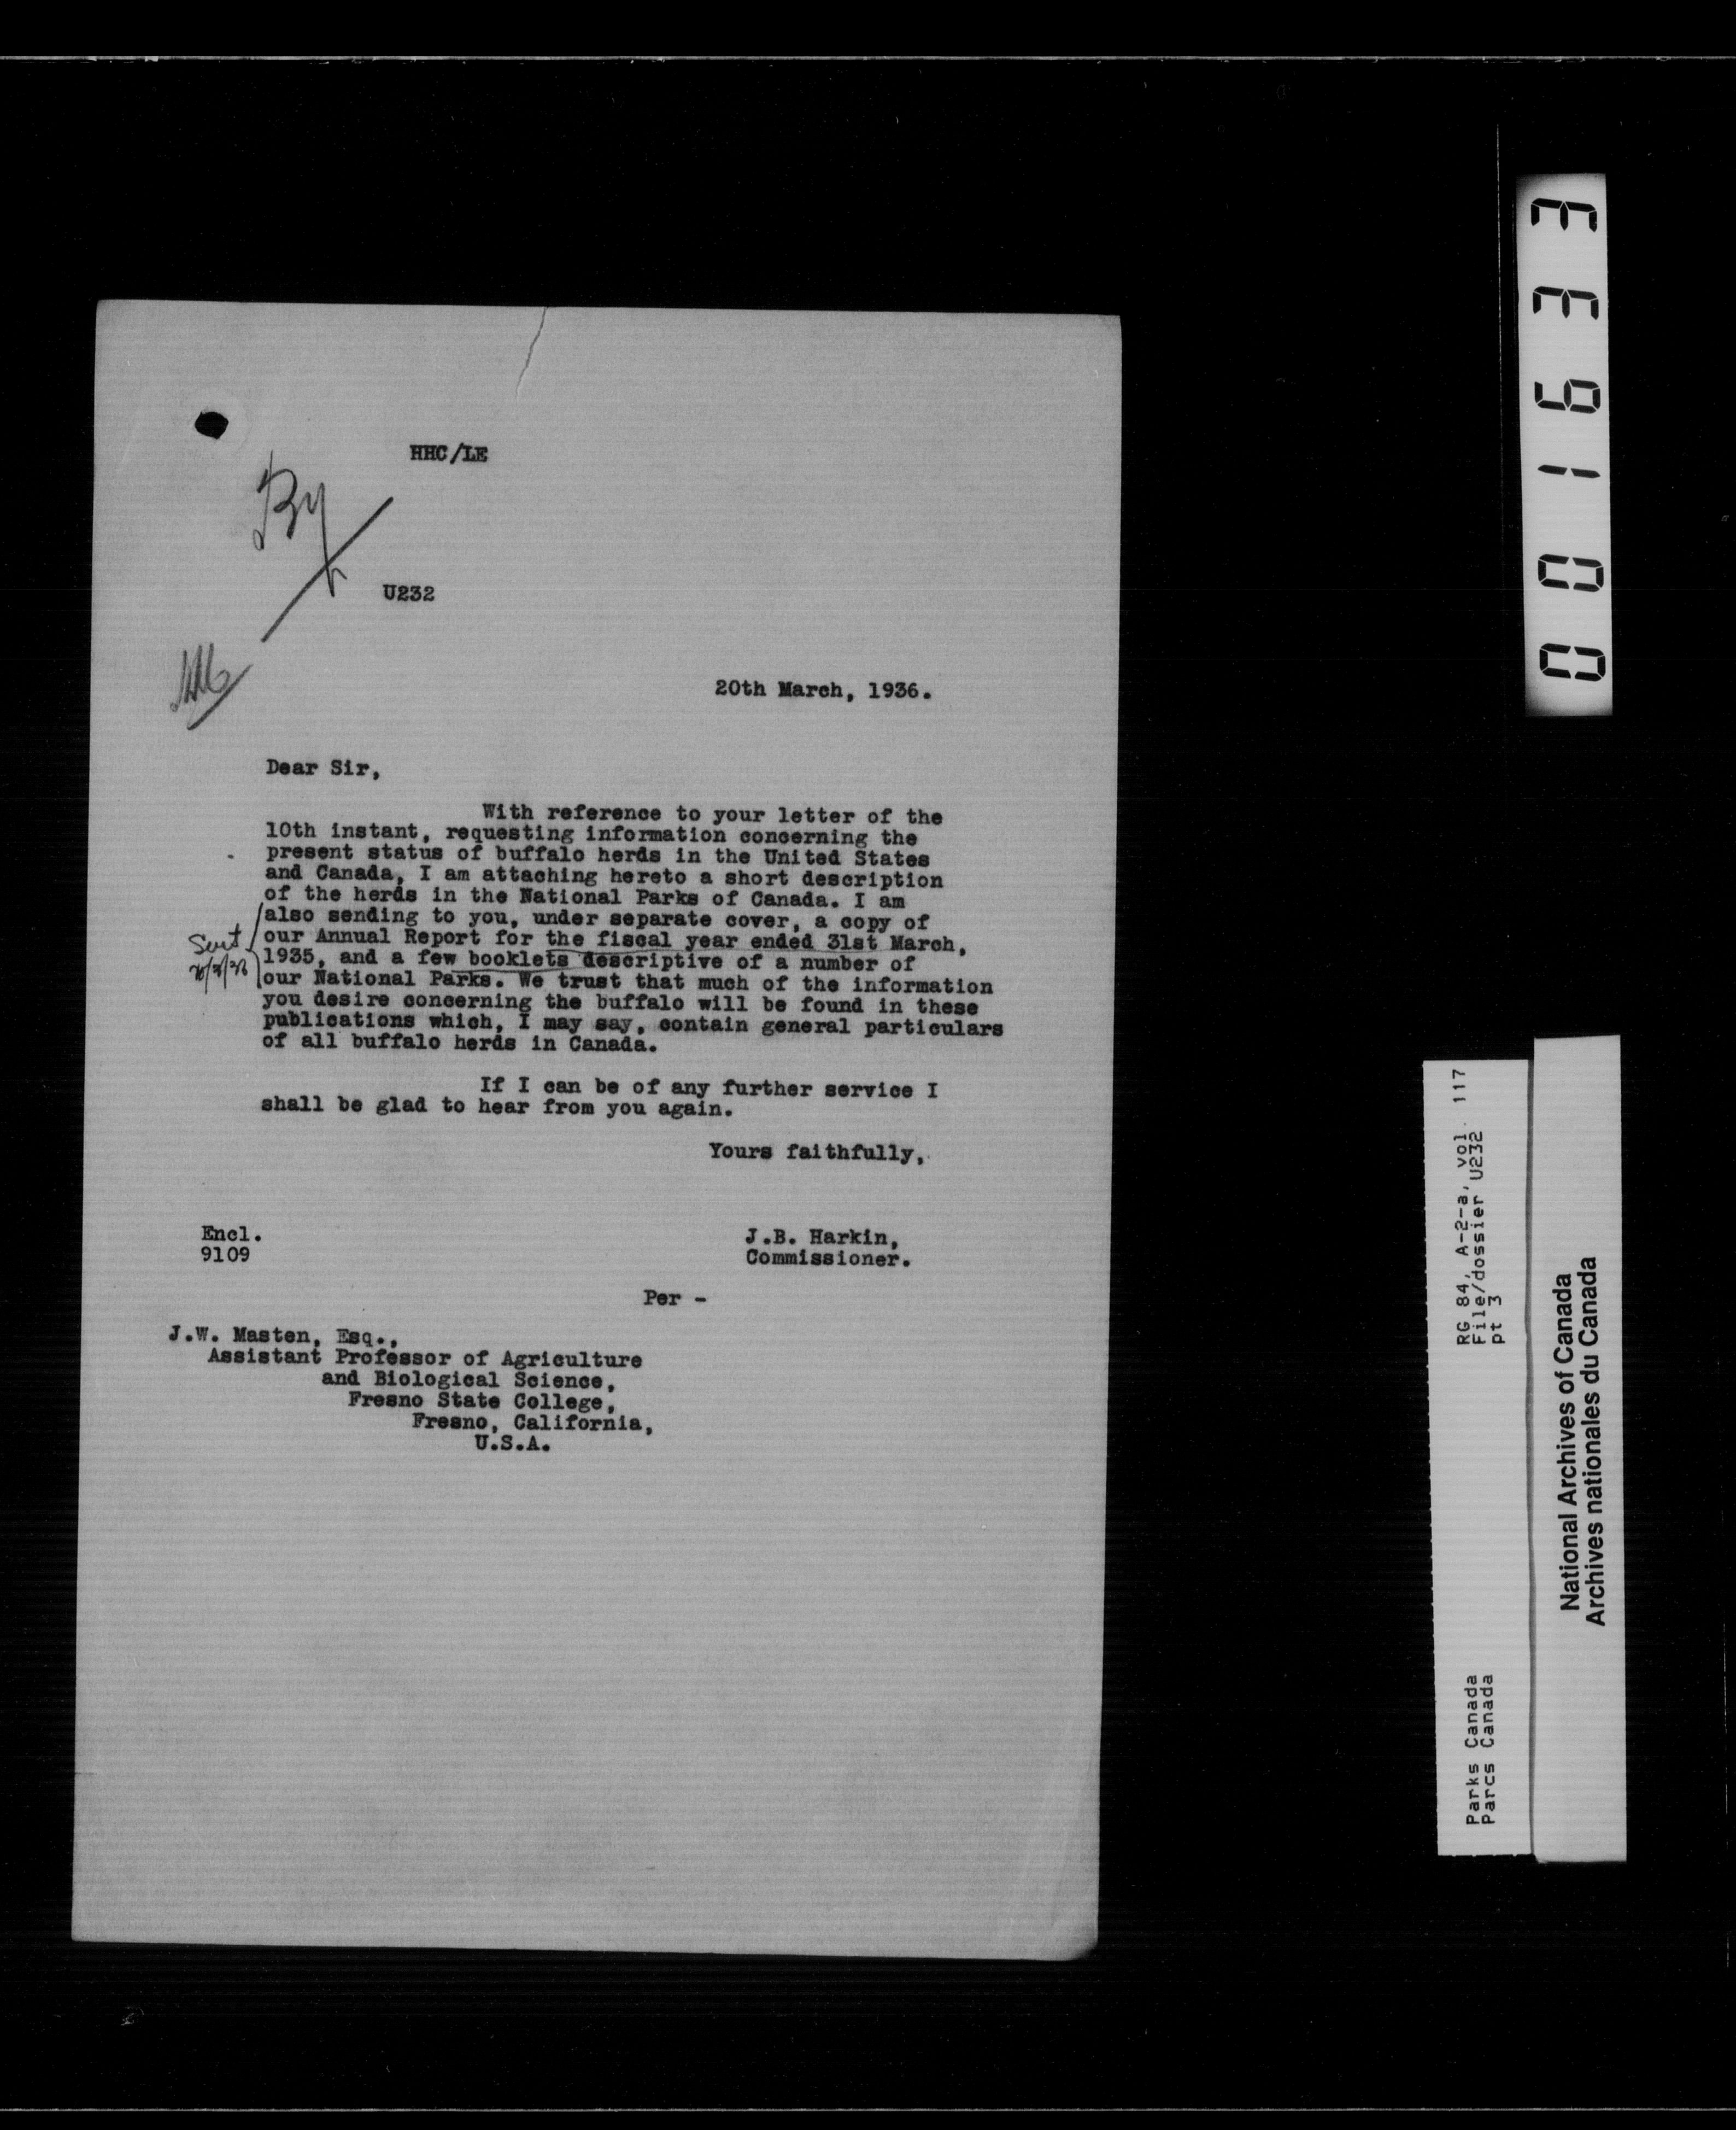 HHC/LE
By
U232
20th March, 1936.
Dear Sir,
With reference to your letter of the
10th instant, requesting information concerning the
present status of buffalo herds in the United States
and Canada, I am attaching hereto a short description
of the herds in the National Parks of Canada. I am
also sending to you, under separate cover, a copy of
our Annual Report for the fiscal year ended 31st March,
1935, and a few booklets descriptive of a number of
our National Parks. We trust that much of the information
you desire concerning the buffalo will be found in these
publications which, I may say, contain general particulars
of all buffalo herds in Canada.
Sent
If I can be of any further service I
shall be glad to hear from you again.
Yours faithfully,
Encl.
9109
J.B. Harkin,
Commissioner.
Per -
J.W. Masten, Esq.,
Assistant Professor of Agriculture
and Biological Science,
Fresno State College,
Fresno, California,
U.S.A.
001633
RG 84, A-2-a, vol. 117
File/dossier U232
pt 3
Parks Canada
Parcs Canada
National Archives of Canada
Archives nationales du Canada